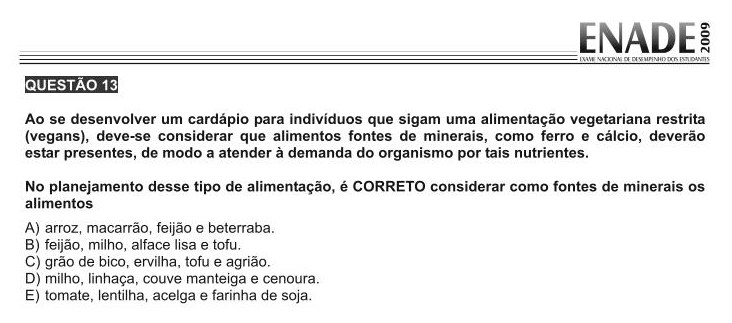 ENADE 2009
EXAME NACIONAL DE DESEMPENHO DOS ESTUDANTES
QUESTÃO 13
Ao se desenvolver um cardápio para indivíduos que sigam uma alimentação vegetariana restrita
(vegans), deve-se considerar que alimentos fontes de minerais, como ferro e cálcio, deverão
estar presentes, de modo a atender à demanda do organismo por tais nutrientes.
No planejamento desse tipo de alimentação, é CORRETO considerar como fontes de minerais os
alimentos
A) arroz, macarrão, feijão e beterraba.
B) feijão, milho, alface lisa e tofu.
C) grão de bico, ervilha, tofu e agrião.
D) milho, linhaça, couve manteiga e cenoura.
E) tomate, lentilha, acelga e farinha de soja.